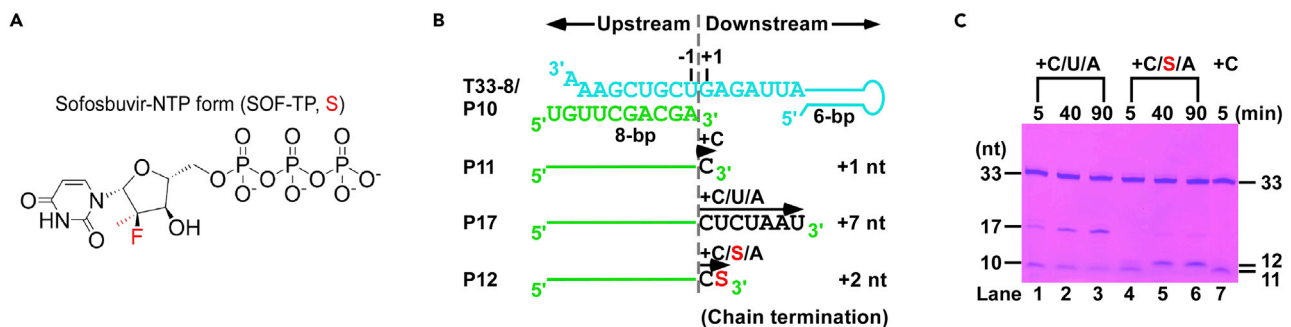 A
Sofosbuvir-NTP form (SOF-TP, S)
O
O
O
O
P
O
P
O
P
O-
O-
O-
O-
O
O
N
NH
O
F
OH
B
Upstream
Downstream
-1 +1
3'
A
AAGCUGCUGAGAUUA
T33-8/
P10
UGUUCGACGA
5'
3'
5'
8-bp
6-bp
+C
P11
5'
C 3'
+1 nt
+C/U/A
P17
5'
CUCUAAU
3'
+7 nt
+C/S/A
P12
5'
CS 3'
+2 nt
(Chain termination)
C
+C/U/A
+C/S/A
+C
5 40 90 5 40 90 5 (min)
(nt)
33
33
17
10
12
11
Lane 1 2 3 4 5 6 7